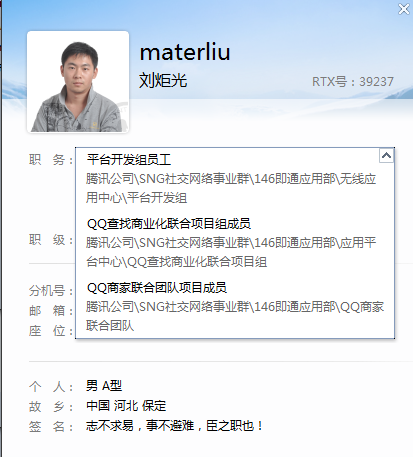 materliu
刘炬光
RTX号：39237
职 务：
平台开发组员工
腾讯公司\SNG社交网络事业群\146即通应用部\无线应
用中心\平台开发组
QQ查找商业化联合项目组成员
职 级：
腾讯公司\SNG社交网络事业群\146即通应用部\应用平
台中心\QQ查找商业化联合项目组
QQ商家联合团队项目成员
分机号：
腾讯公司\SNG社交网络事业群\146即通应用部\QQ商家
邮 箱：
联合团队
座 位：
个 人： 男 A型
故 乡： 中国 河北 保定
签 名： 志不求易，事不避难，臣之职也！